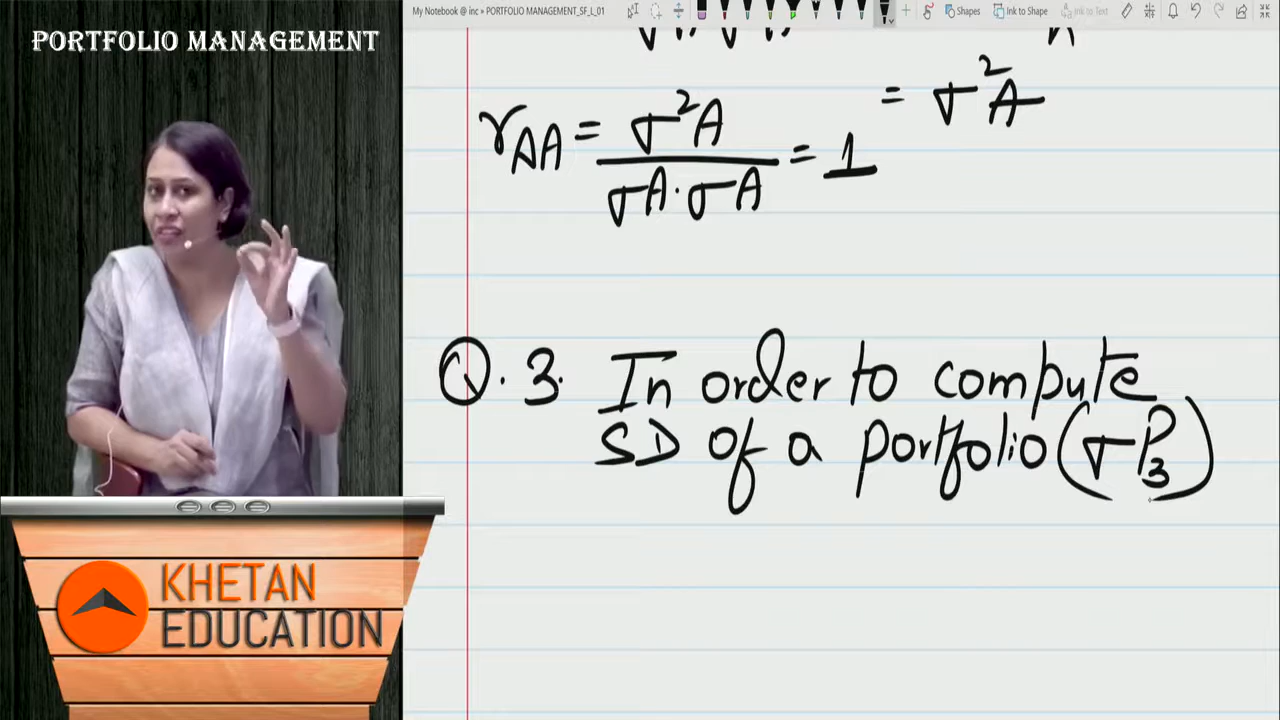 PORTFOLIO MANAGEMENT
My Notebook @ inc » PORTFOLIO MANAGEMENT_SF_L_01
Shapes
Ink to Shape
Ink to Text
= σ²A
rAA = σ²A / σA · σA = 1
Q. 3. In order to compute
SD of a portfolio (σP3)
KHETAN
EDUCATION